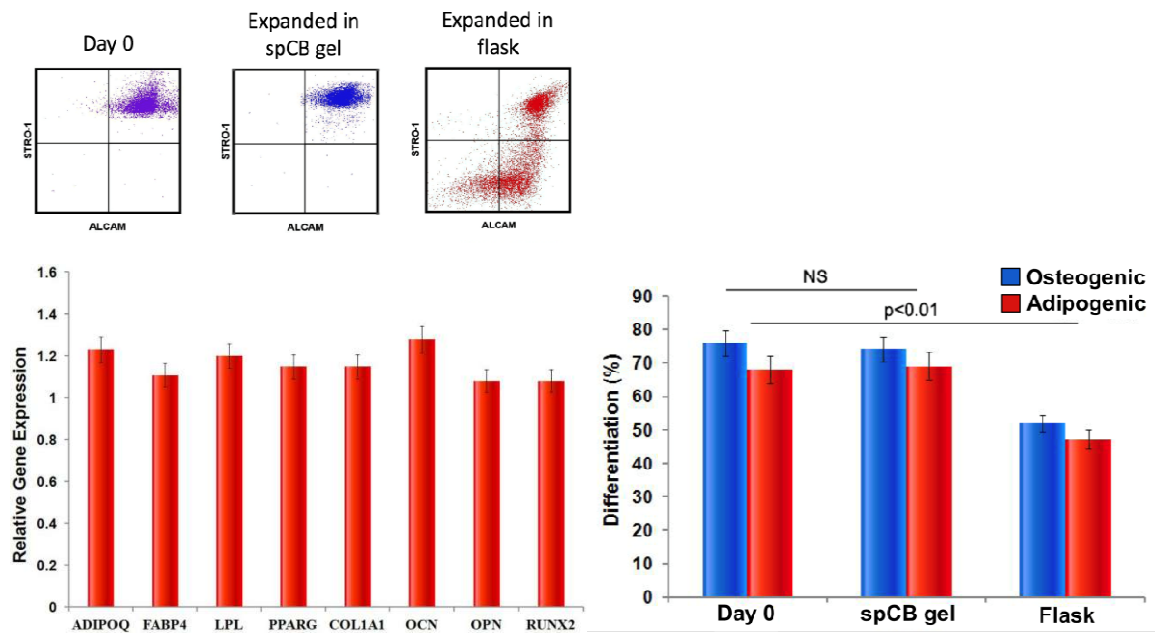 Day 0
Expanded in
spCB gel
Expanded in
flask
STRO-1
STRO-1
STRO-1
ALCAM
ALCAM
ALCAM
Relative Gene Expression
1.6
1.4
1.2
1
0.8
0.6
0.4
0.2
0
ADIPOQ FABP4 LPL PPARG COL1A1 OCN OPN RUNX2
Osteogenic
Adipogenic
NS
p<0.01
Differentiation (%)
90
80
70
60
50
40
30
20
10
0
Day 0 spCB gel Flask